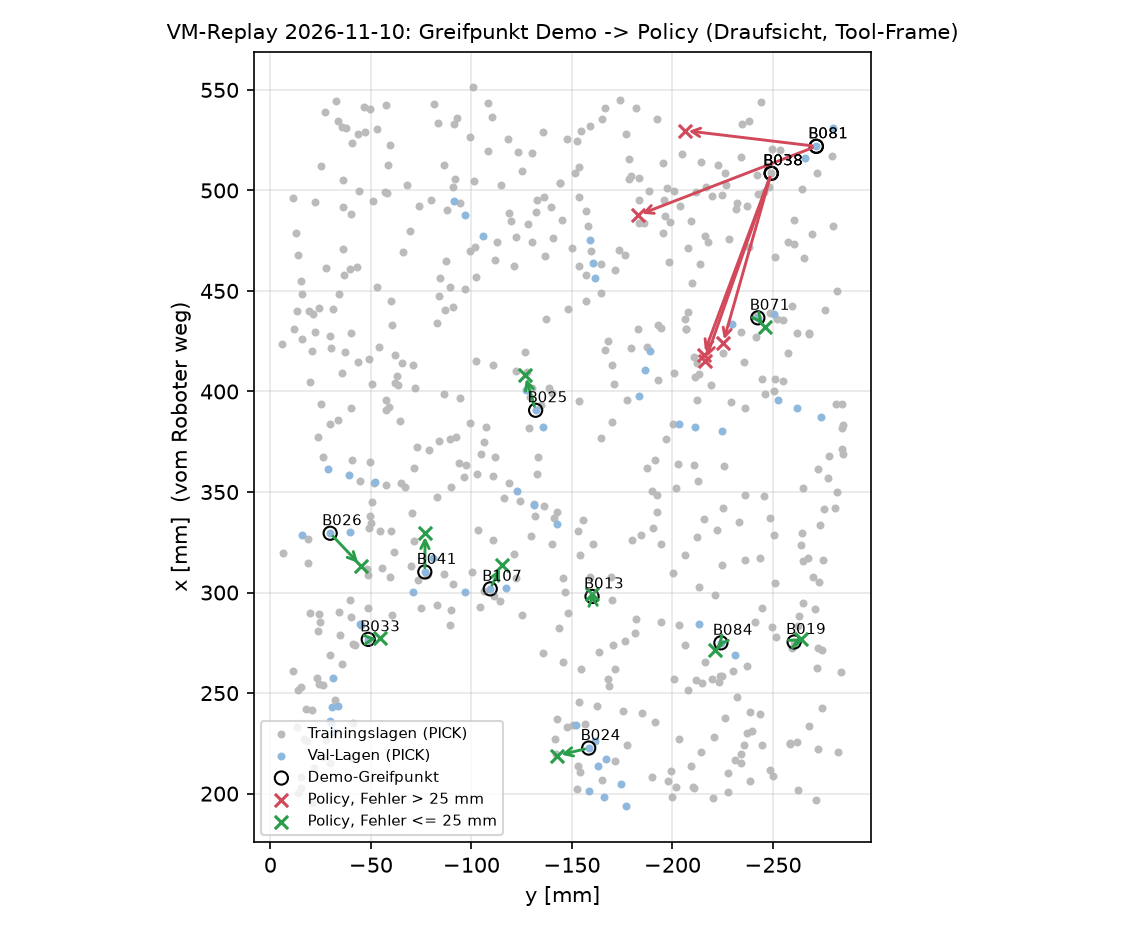 VM-Replay 2026-11-10: Greifpunkt Demo -> Policy (Draufsicht, Tool-Frame)
550
500
450
400
350
300
250
200
x [mm]  (vom Roboter weg)
B081
B038
B071
B025
B026
B041
B107
B013
B033
B084
B019
B024
Trainingslagen (PICK)
Val-Lagen (PICK)
Demo-Greifpunkt
Policy, Fehler > 25 mm
Policy, Fehler <= 25 mm
0
−50
−100
−150
−200
−250
y [mm]